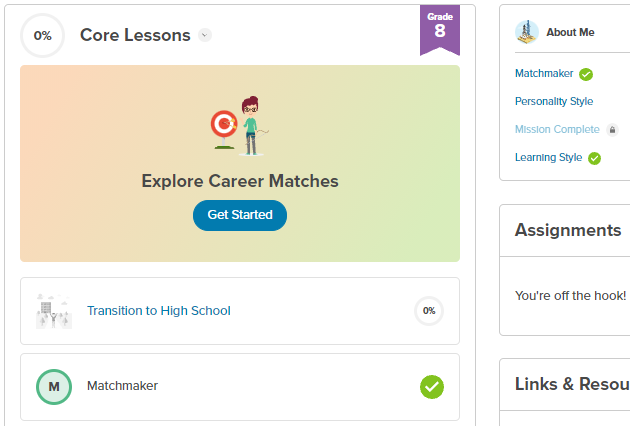 0%
Core Lessons
Grade
8
Explore Career Matches
Get Started
Transition to High School
0%
M
Matchmaker
About Me
Matchmaker
Personality Style
Mission Complete
Learning Style
Assignments
You're off the hook!
Links & Resou